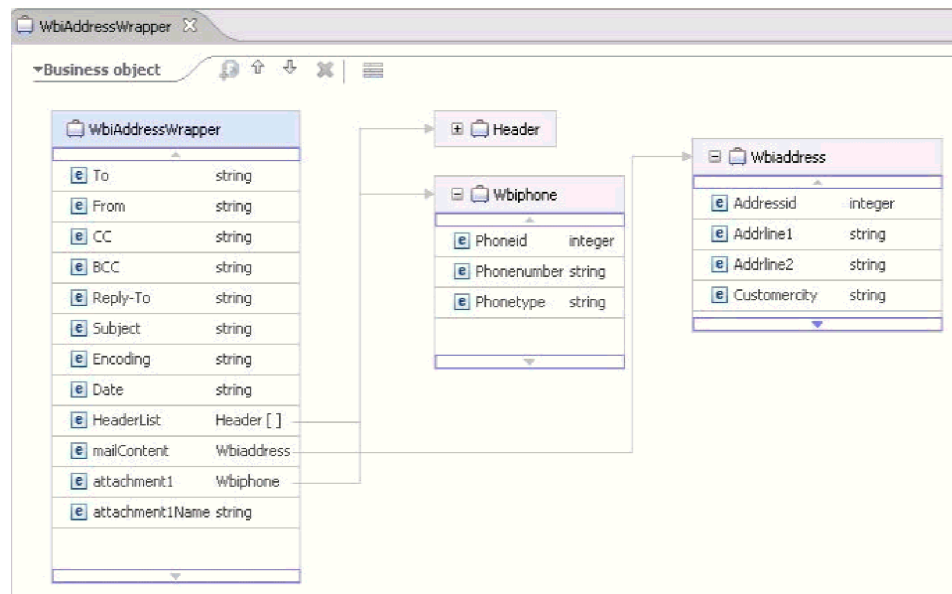 WbiAddressWrapper
Business object
WbiAddressWrapper
To string
From string
CC string
BCC string
Reply-To string
Subject string
Encoding string
Date string
HeaderList Header [ ]
mailContent Wbiaddress
attachment1 Wbiphone
attachment1Name string
Header
Wbiphone
Phoneid integer
Phonenumber string
Phonetype string
Wbiaddress
Addressid integer
Addrline1 string
Addrline2 string
Customercity string